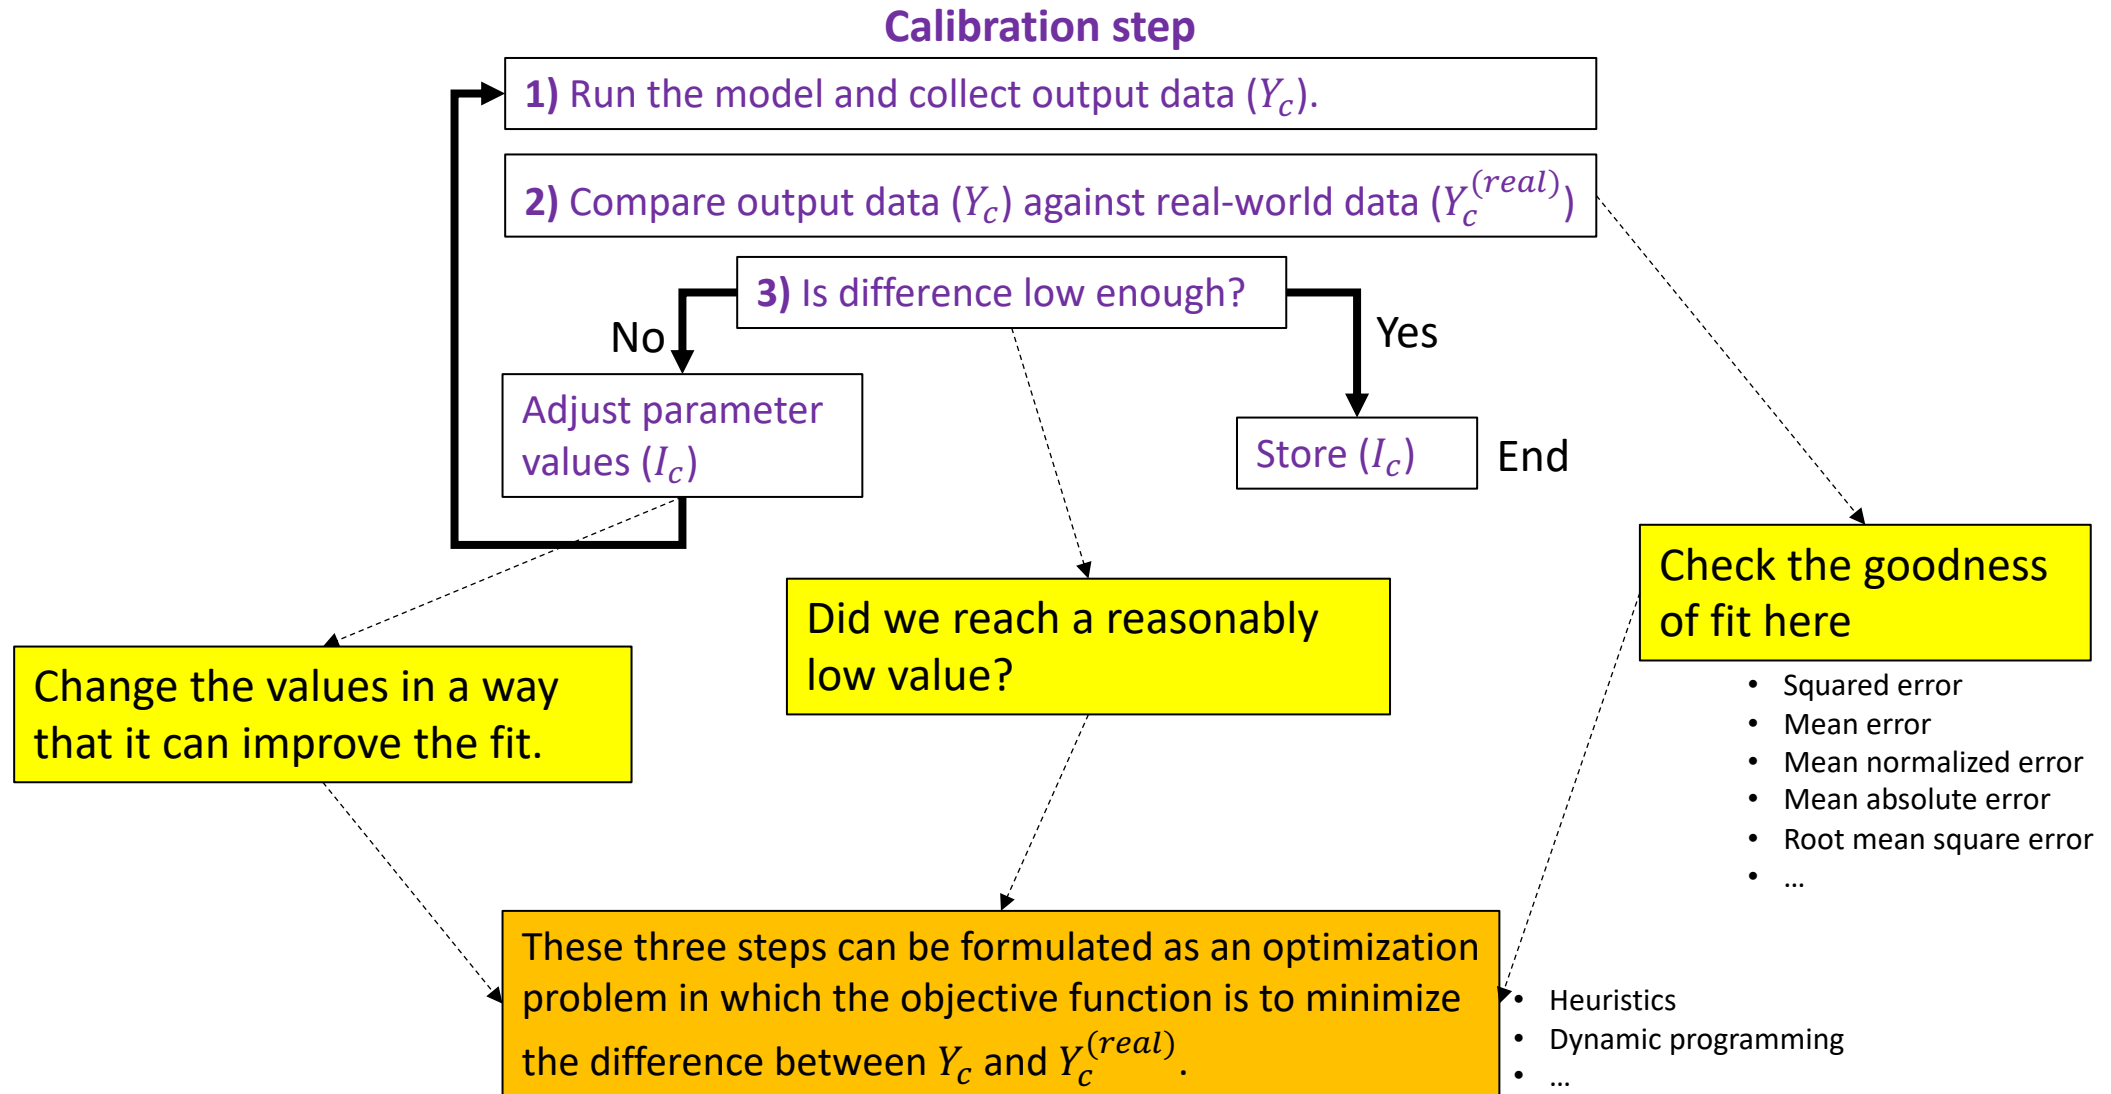 Calibration step
1) Run the model and collect output data (Y_c).
2) Compare output data (Y_c) against real-world data (Y_c^(real))
3) Is difference low enough?
No
Yes
Adjust parameter
values (I_c)
Store (I_c)
End
Check the goodness
of fit here
Did we reach a reasonably
low value?
Change the values in a way
that it can improve the fit.
• Squared error
• Mean error
• Mean normalized error
• Mean absolute error
• Root mean square error
• ...
These three steps can be formulated as an optimization
problem in which the objective function is to minimize
the difference between Y_c and Y_c^(real).
• Heuristics
• Dynamic programming
• ...